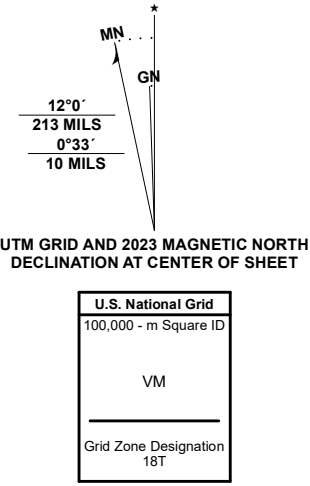 ★
MN
GN
12°0´
213 MILS
0°33´
10 MILS
UTM GRID AND 2023 MAGNETIC NORTH
DECLINATION AT CENTER OF SHEET
U.S. National Grid
100,000 - m Square ID
VM
Grid Zone Designation
18T